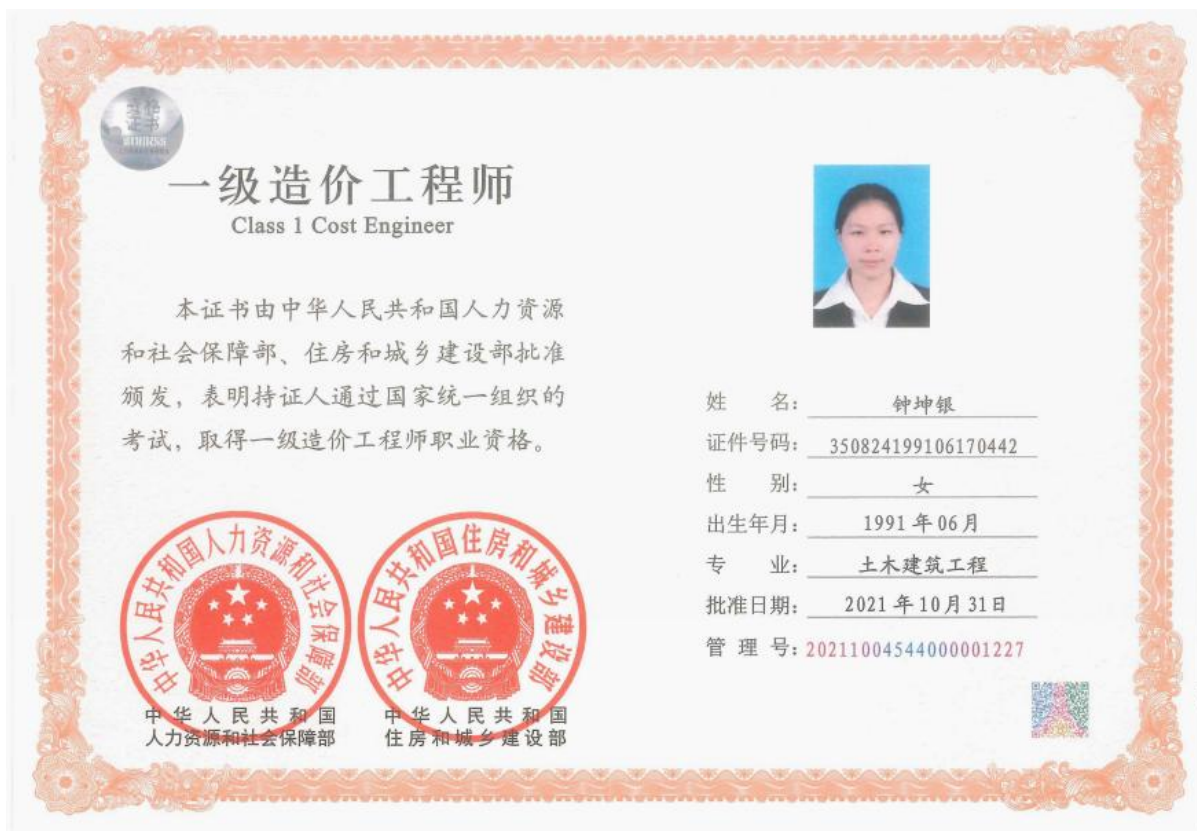 资格
证书
一级造价工程师
Class 1 Cost Engineer
本证书由中华人民共和国人力资源
和社会保障部、住房和城乡建设部批准
颁发，表明持证人通过国家统一组织的
考试，取得一级造价工程师职业资格。
中华人民共和国人力资源和社会保障部
中华人民共和国
人力资源和社会保障部
中华人民共和国住房和城乡建设部
中华人民共和国
住房和城乡建设部
姓 名：钟坤银
证件号码：350824199106170442
性 别：女
出生年月：1991年06月
专 业：土木建筑工程
批准日期：2021年10月31日
管 理 号：20211004544000001227